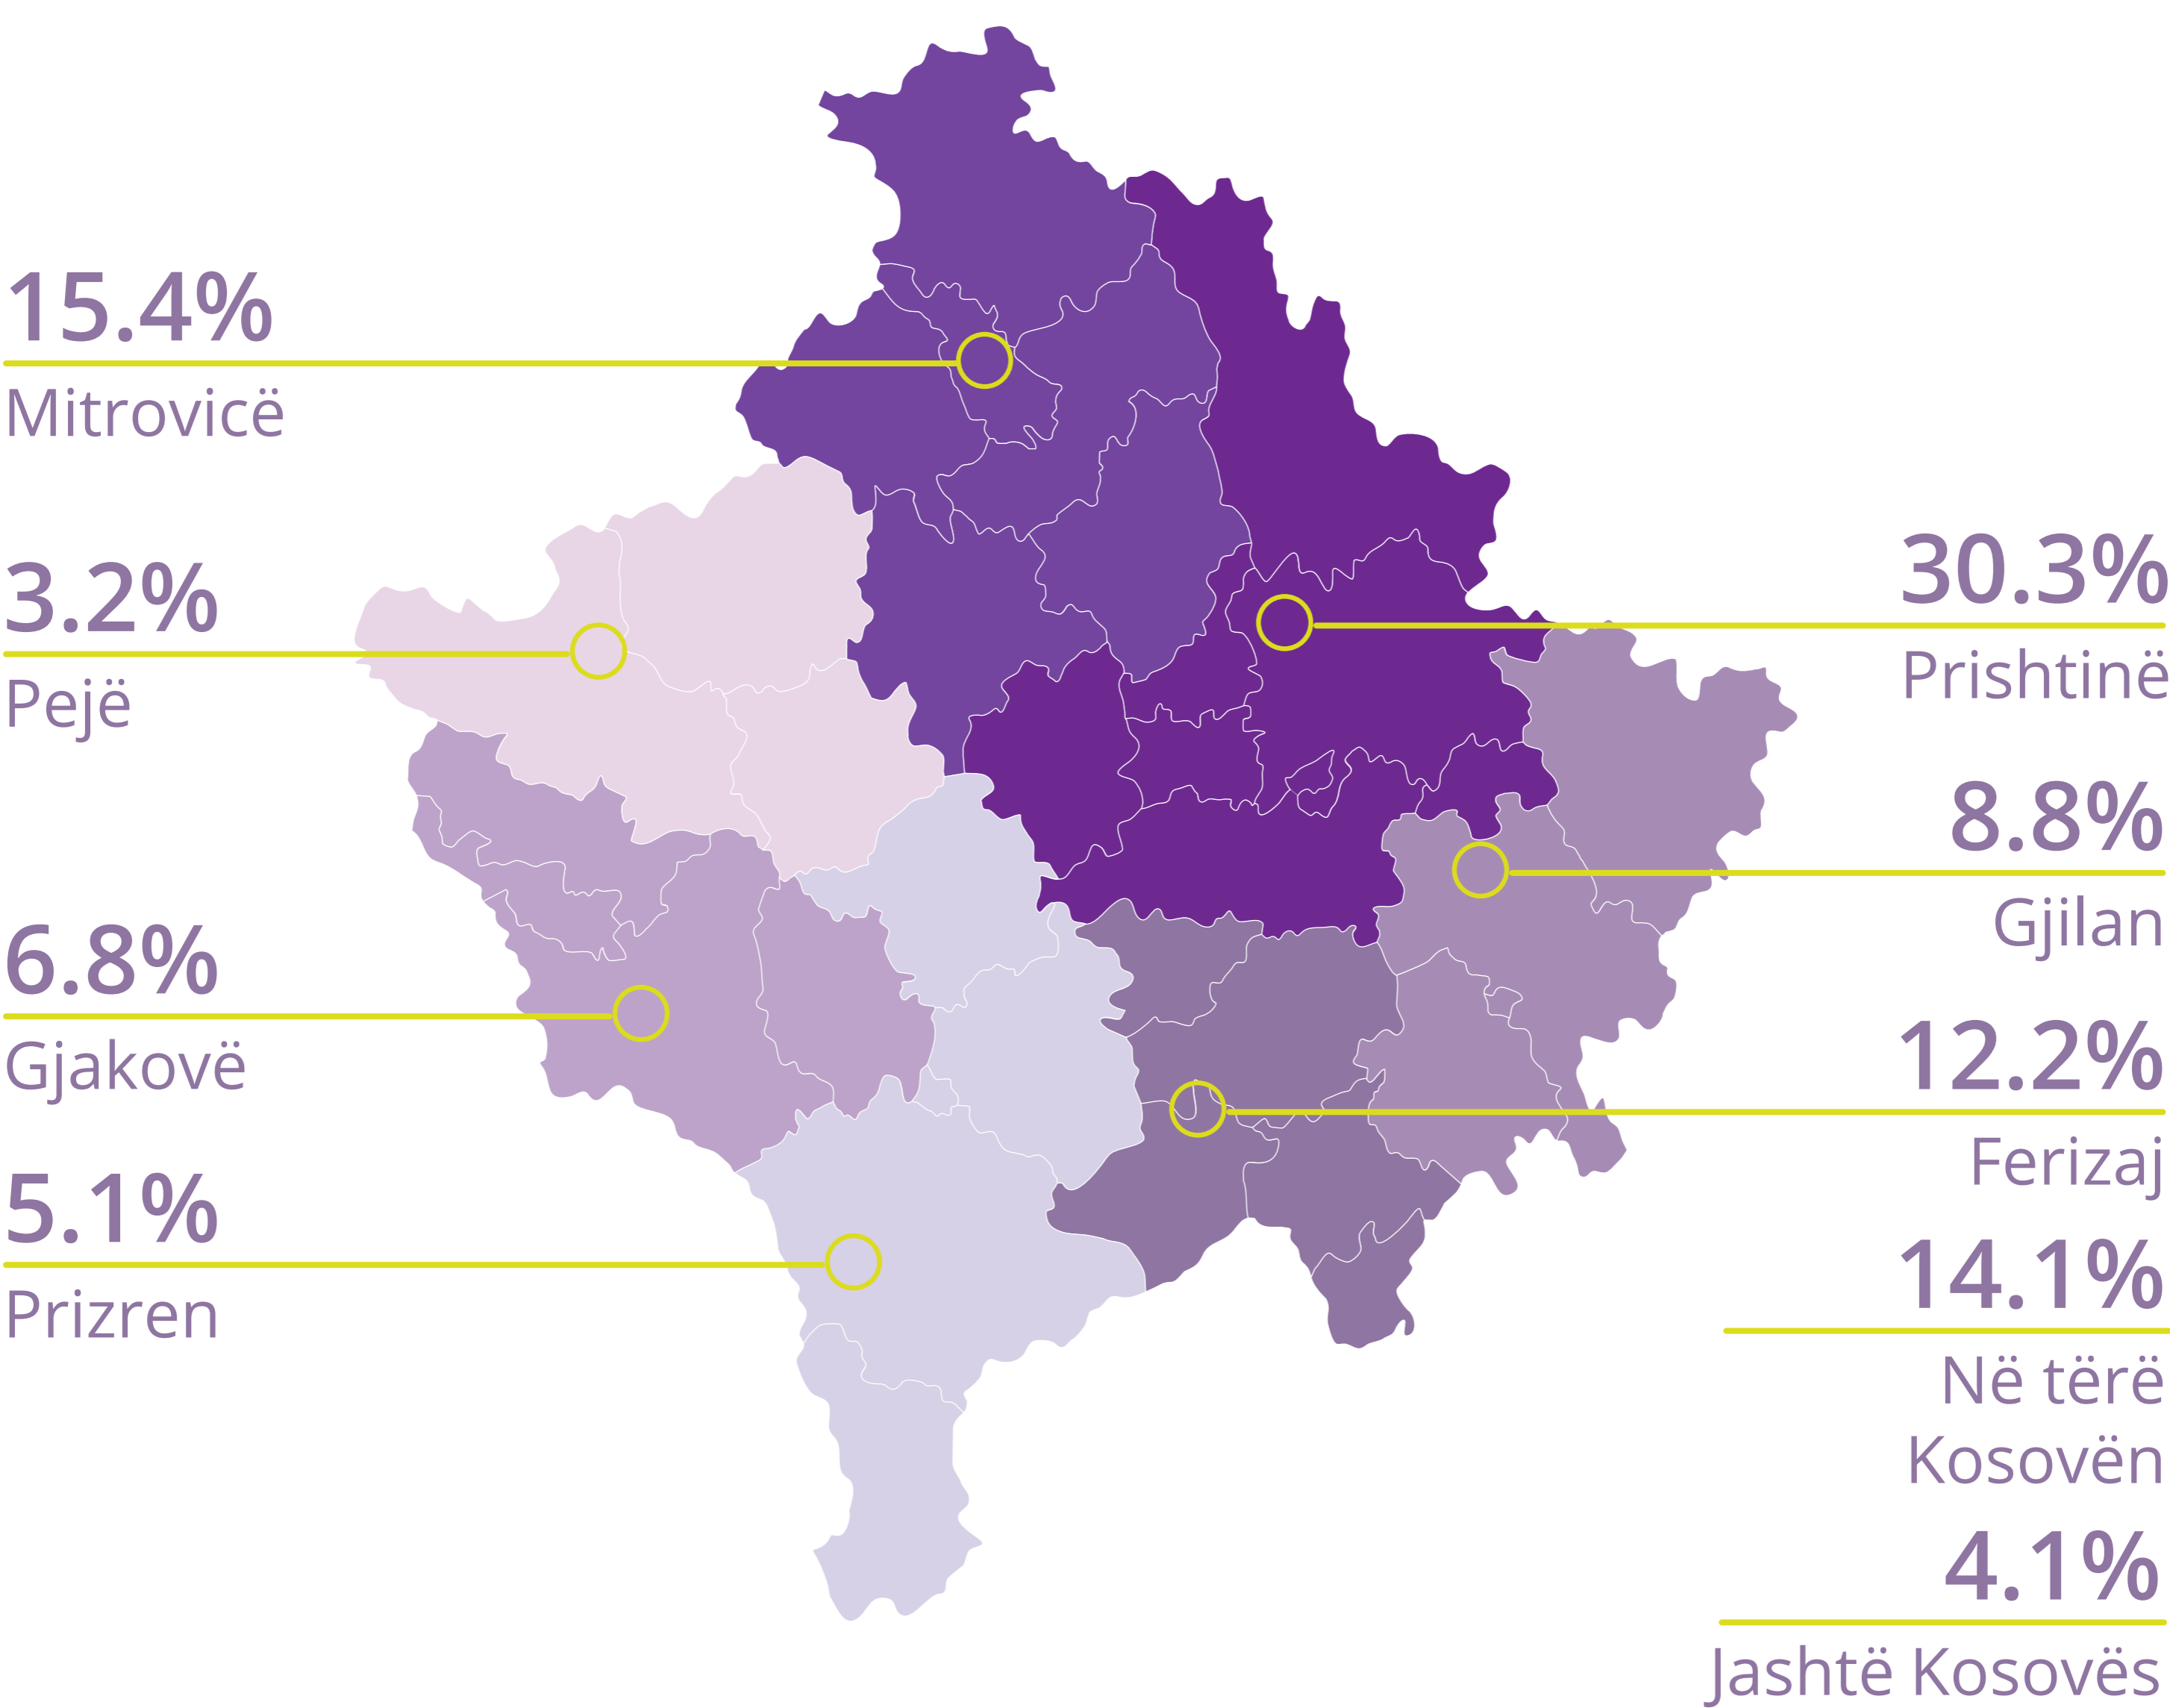 15.4%
Mitrovicë
3.2%
Pejë
6.8%
Gjakovë
5.1%
Prizren
30.3%
Prishtinë
8.8%
Gjilan
12.2%
Ferizaj
14.1%
Në tërë
Kosovën
4.1%
Jashtë Kosovës